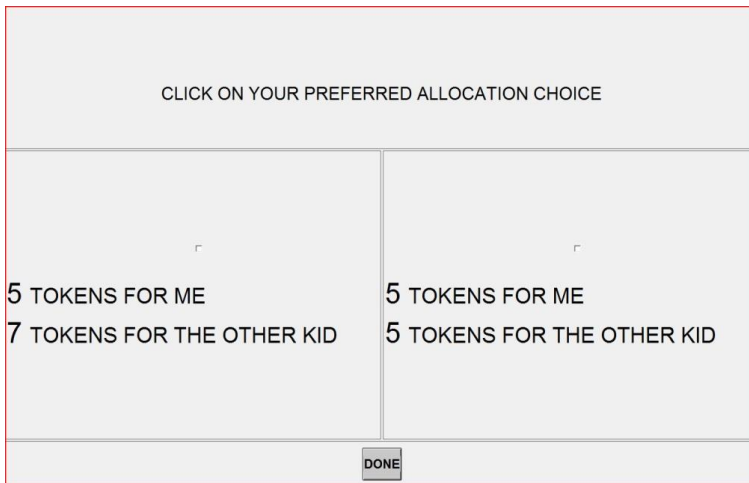 CLICK ON YOUR PREFERRED ALLOCATION CHOICE
5 TOKENS FOR ME
7 TOKENS FOR THE OTHER KID
5 TOKENS FOR ME
5 TOKENS FOR THE OTHER KID
DONE